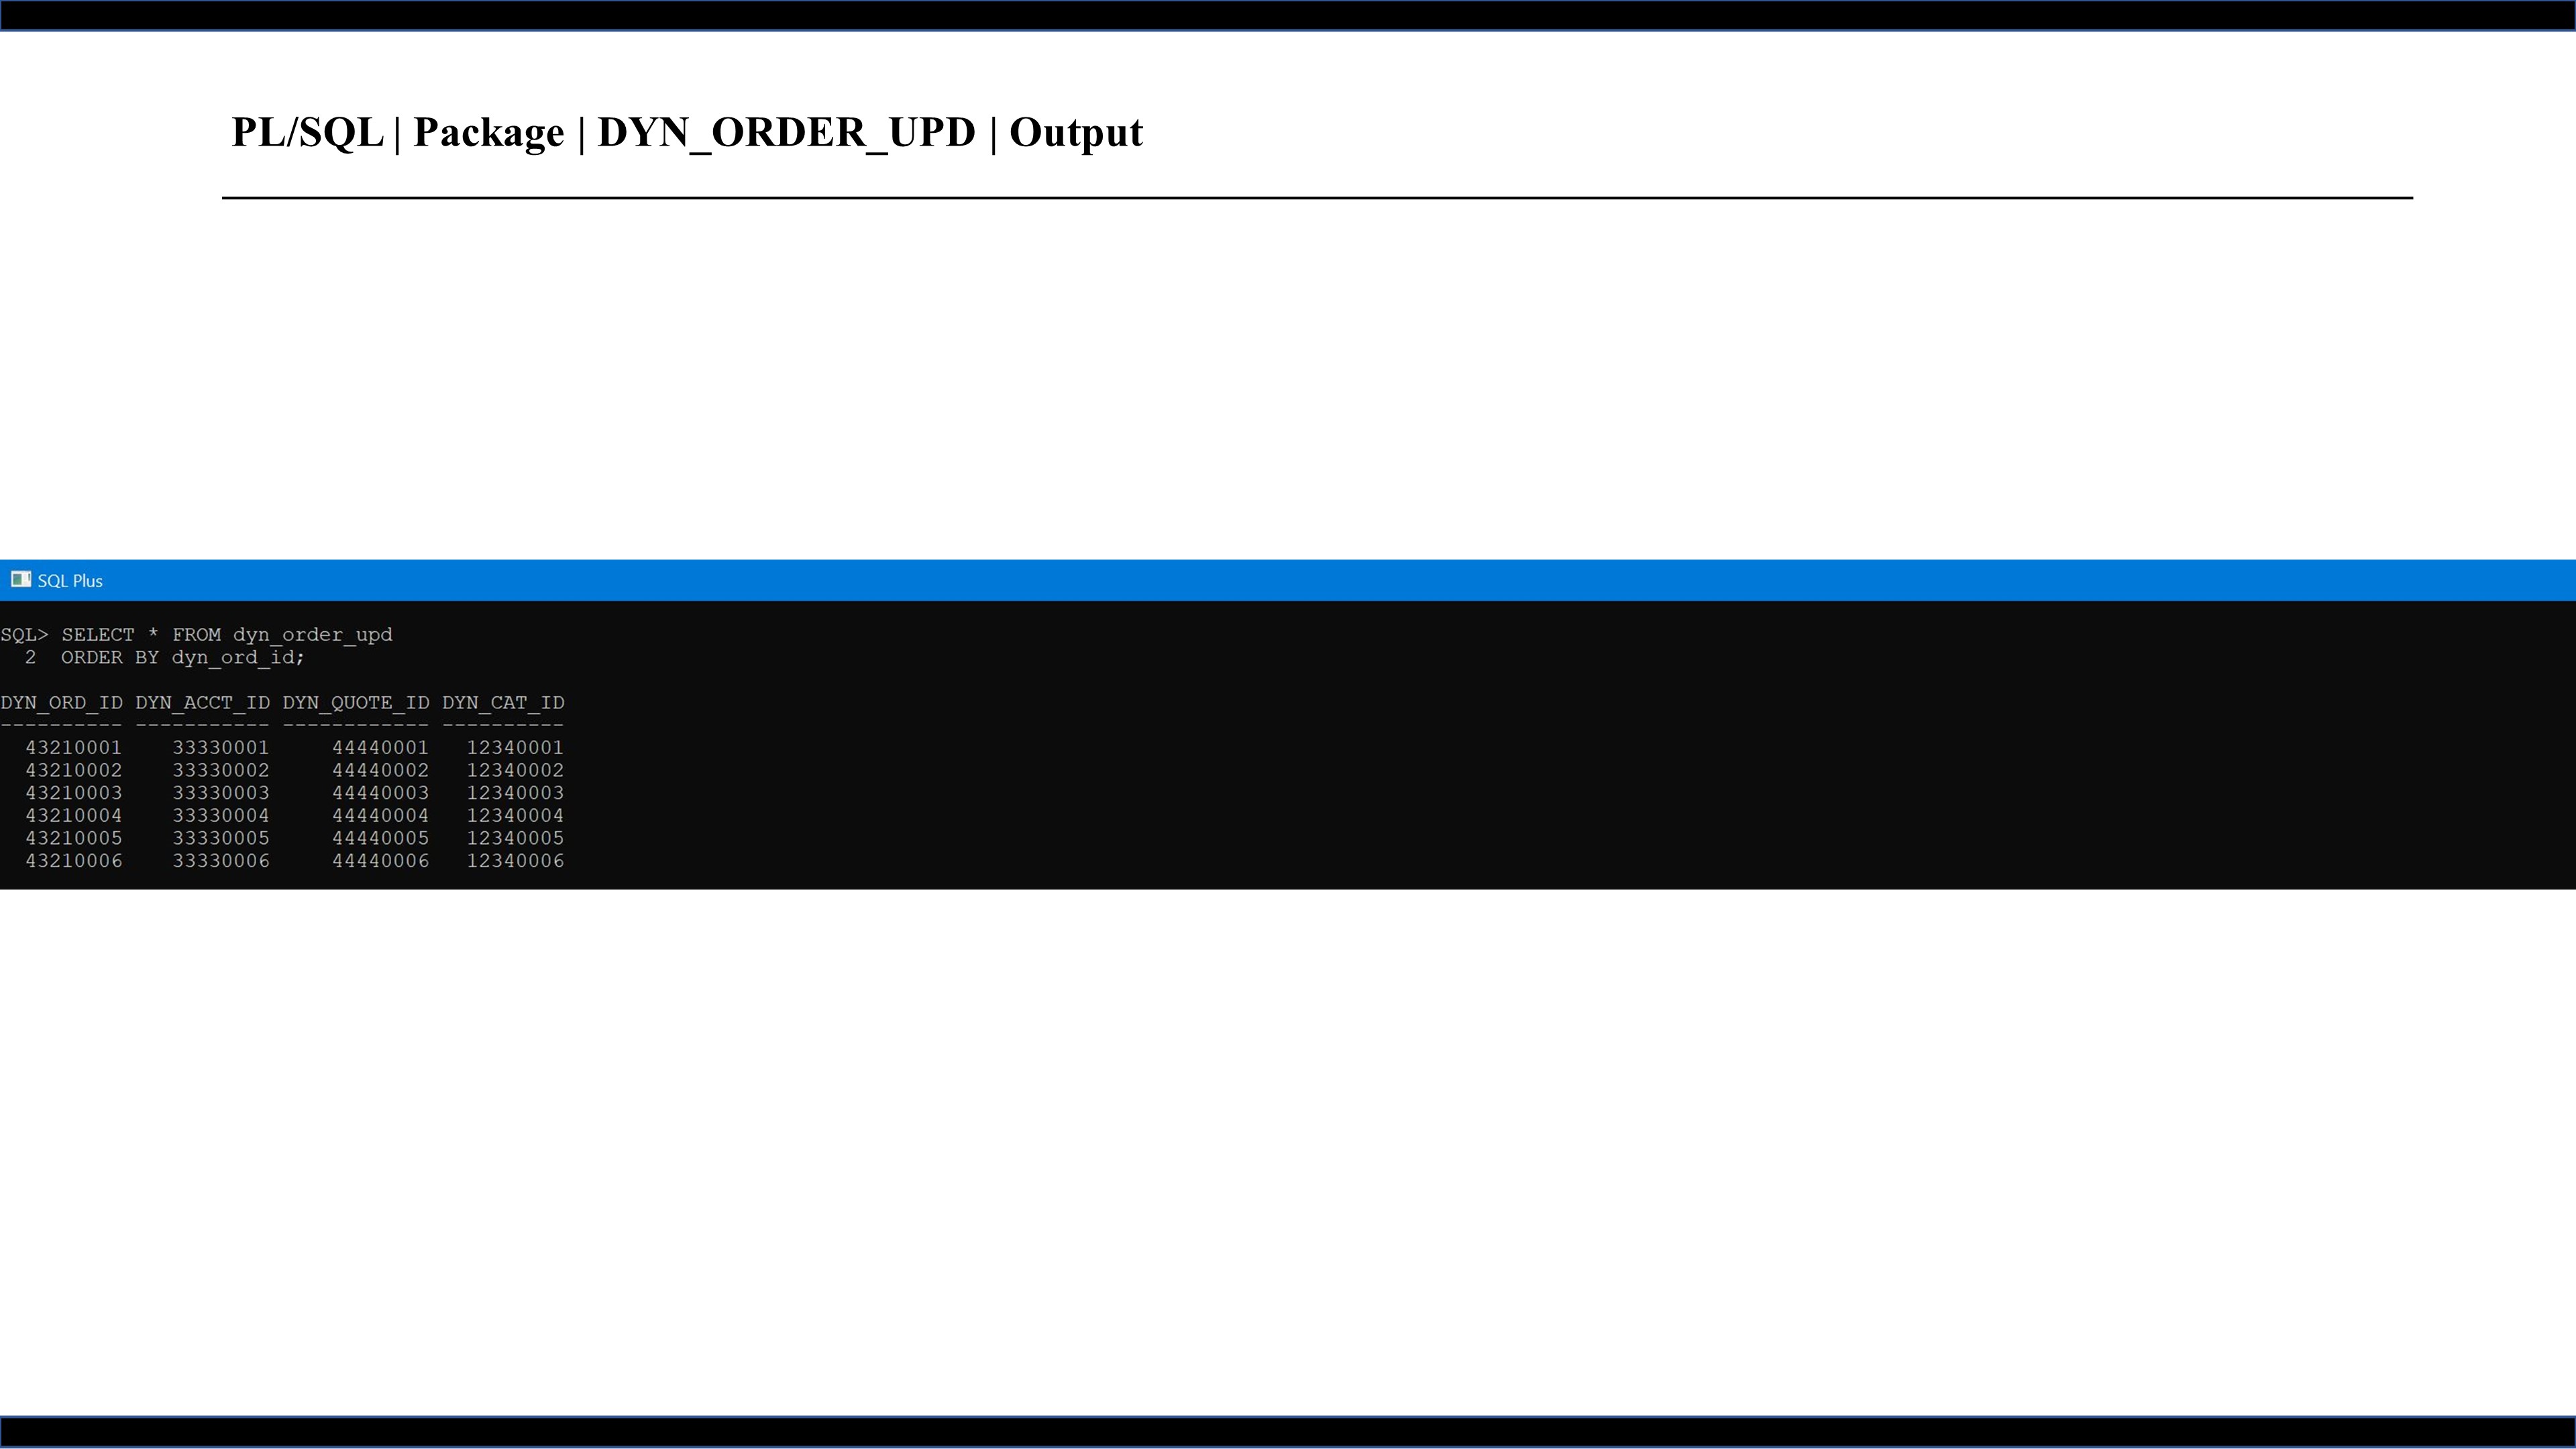 PL/SQL | Package | DYN_ORDER_UPD | Output
SQL Plus
SQL> SELECT * FROM dyn_order_upd
  2  ORDER BY dyn_ord_id;
DYN_ORD_ID DYN_ACCT_ID DYN_QUOTE_ID DYN_CAT_ID
---------- ----------- ------------ ----------
  43210001    33330001     44440001   12340001
  43210002    33330002     44440002   12340002
  43210003    33330003     44440003   12340003
  43210004    33330004     44440004   12340004
  43210005    33330005     44440005   12340005
  43210006    33330006     44440006   12340006